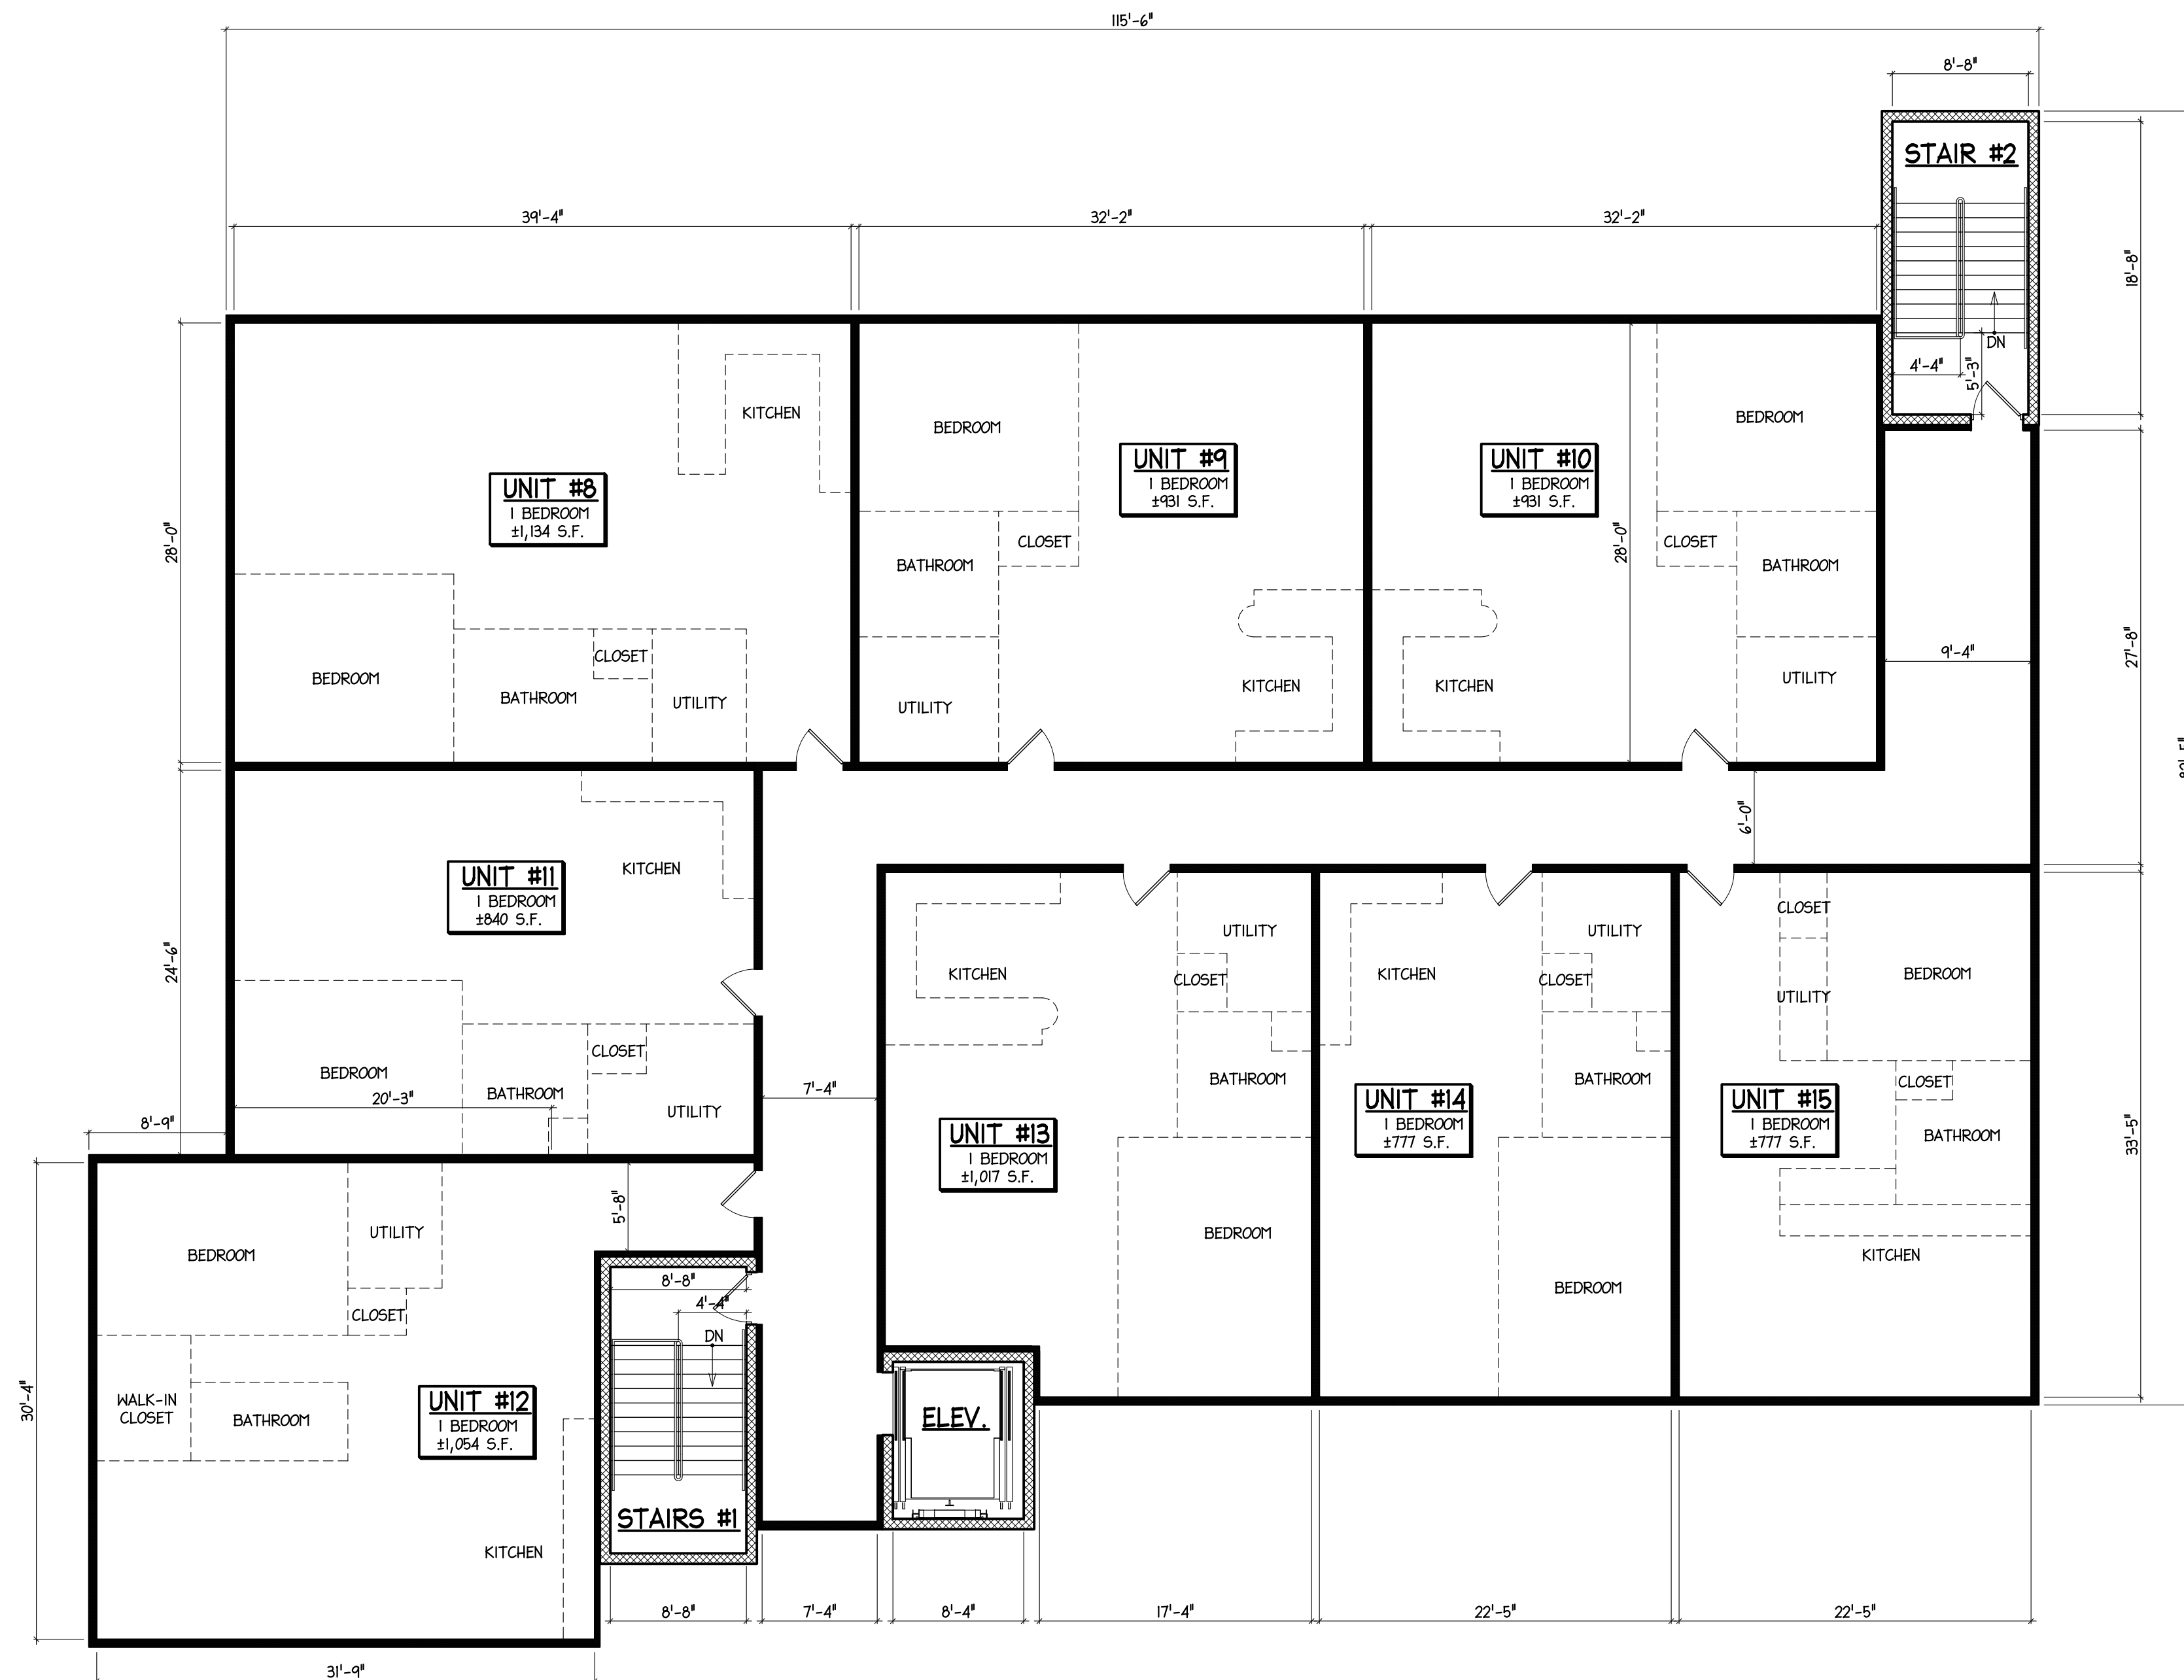 115'-6"
8'-8"
STAIR #2
39'-4"
32'-2"
32'-2"
18'-8"
DN
4'-4"
5'-3"
KITCHEN
BEDROOM
BEDROOM
UNIT #8
1 BEDROOM
±1,134 S.F.
UNIT #9
1 BEDROOM
±931 S.F.
UNIT #10
1 BEDROOM
±931 S.F.
28'-0"
28'-0"
CLOSET
CLOSET
BATHROOM
BATHROOM
CLOSET
BEDROOM
BATHROOM
UTILITY
UTILITY
KITCHEN
KITCHEN
UTILITY
9'-4"
27'-8"
6'-0"
KITCHEN
UNIT #11
1 BEDROOM
±840 S.F.
24'-6"
CLOSET
BEDROOM
BATHROOM
20'-3"
UTILITY
7'-4"
8'-9"
KITCHEN
UTILITY
CLOSET
BATHROOM
UNIT #13
1 BEDROOM
±1,017 S.F.
BEDROOM
KITCHEN
UTILITY
CLOSET
BATHROOM
UNIT #14
1 BEDROOM
±777 S.F.
BEDROOM
CLOSET
BEDROOM
UTILITY
CLOSET
UNIT #15
1 BEDROOM
±777 S.F.
BATHROOM
KITCHEN
33'-5"
5'-8"
BEDROOM
UTILITY
CLOSET
WALK-IN
CLOSET
BATHROOM
UNIT #12
1 BEDROOM
±1,054 S.F.
30'-4"
KITCHEN
8'-8"
4'-4"
DN
STAIRS #1
ELEV.
8'-8"
7'-4"
8'-4"
17'-4"
22'-5"
22'-5"
31'-9"